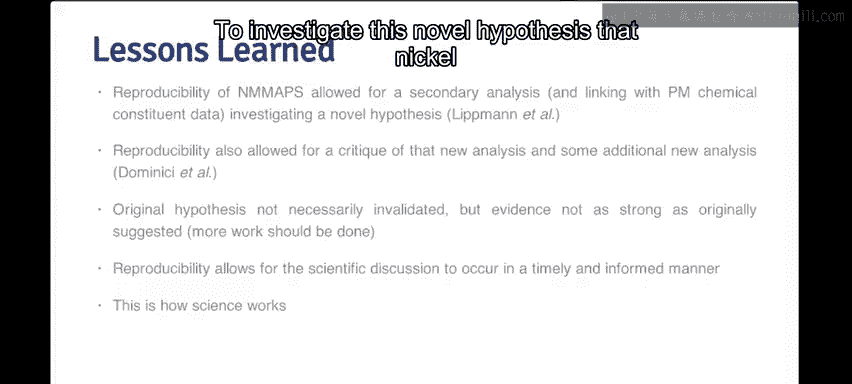 To investigate this novel hypothesis that
nickel
Lessons Learned
· Reproducibility of NMMAPS allowed for a secondary analysis (and linking with PM chemical
constituent data) investigating a novel hypothesis (Lippmann et al.)
· Reproducibility also allowed for a critique of that new analysis and some additional new analysis
(Dominici et al.)
· Original hypothesis not necessarily invalidated, but evidence not as strong as originally
suggested (more work should be done)
· Reproducibility allows for the scientific discussion to occur in a timely and informed manner
· This is how science works